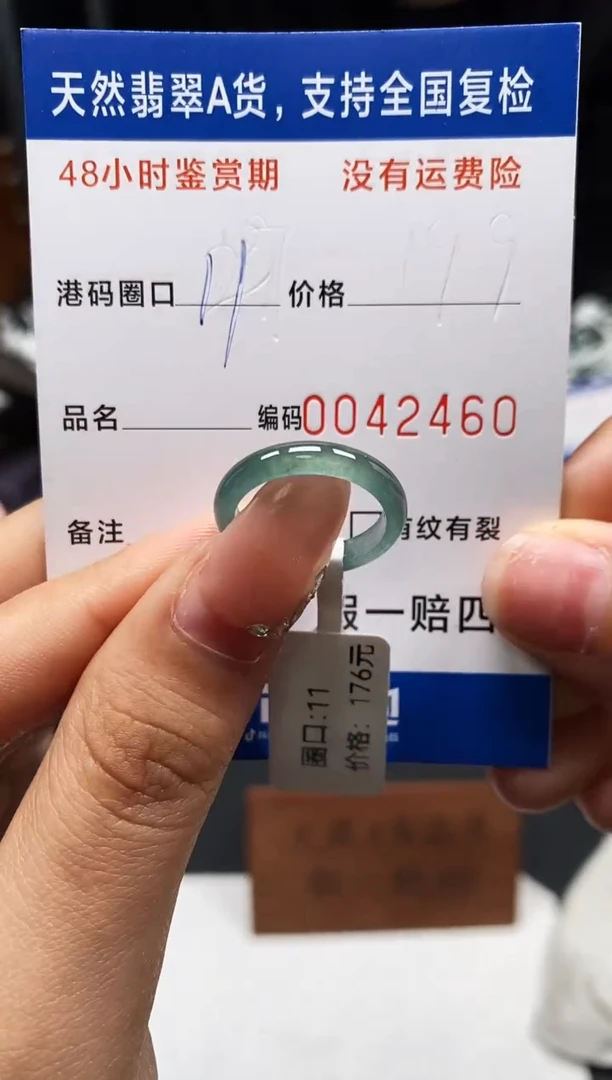 天然翡翠A货，支持全国复检
48小时鉴赏期 没有运费险
港码圈口 11 价格
品名 编码0042460
备注 有纹有裂
假一赔四
圈口:11
价格: 176元